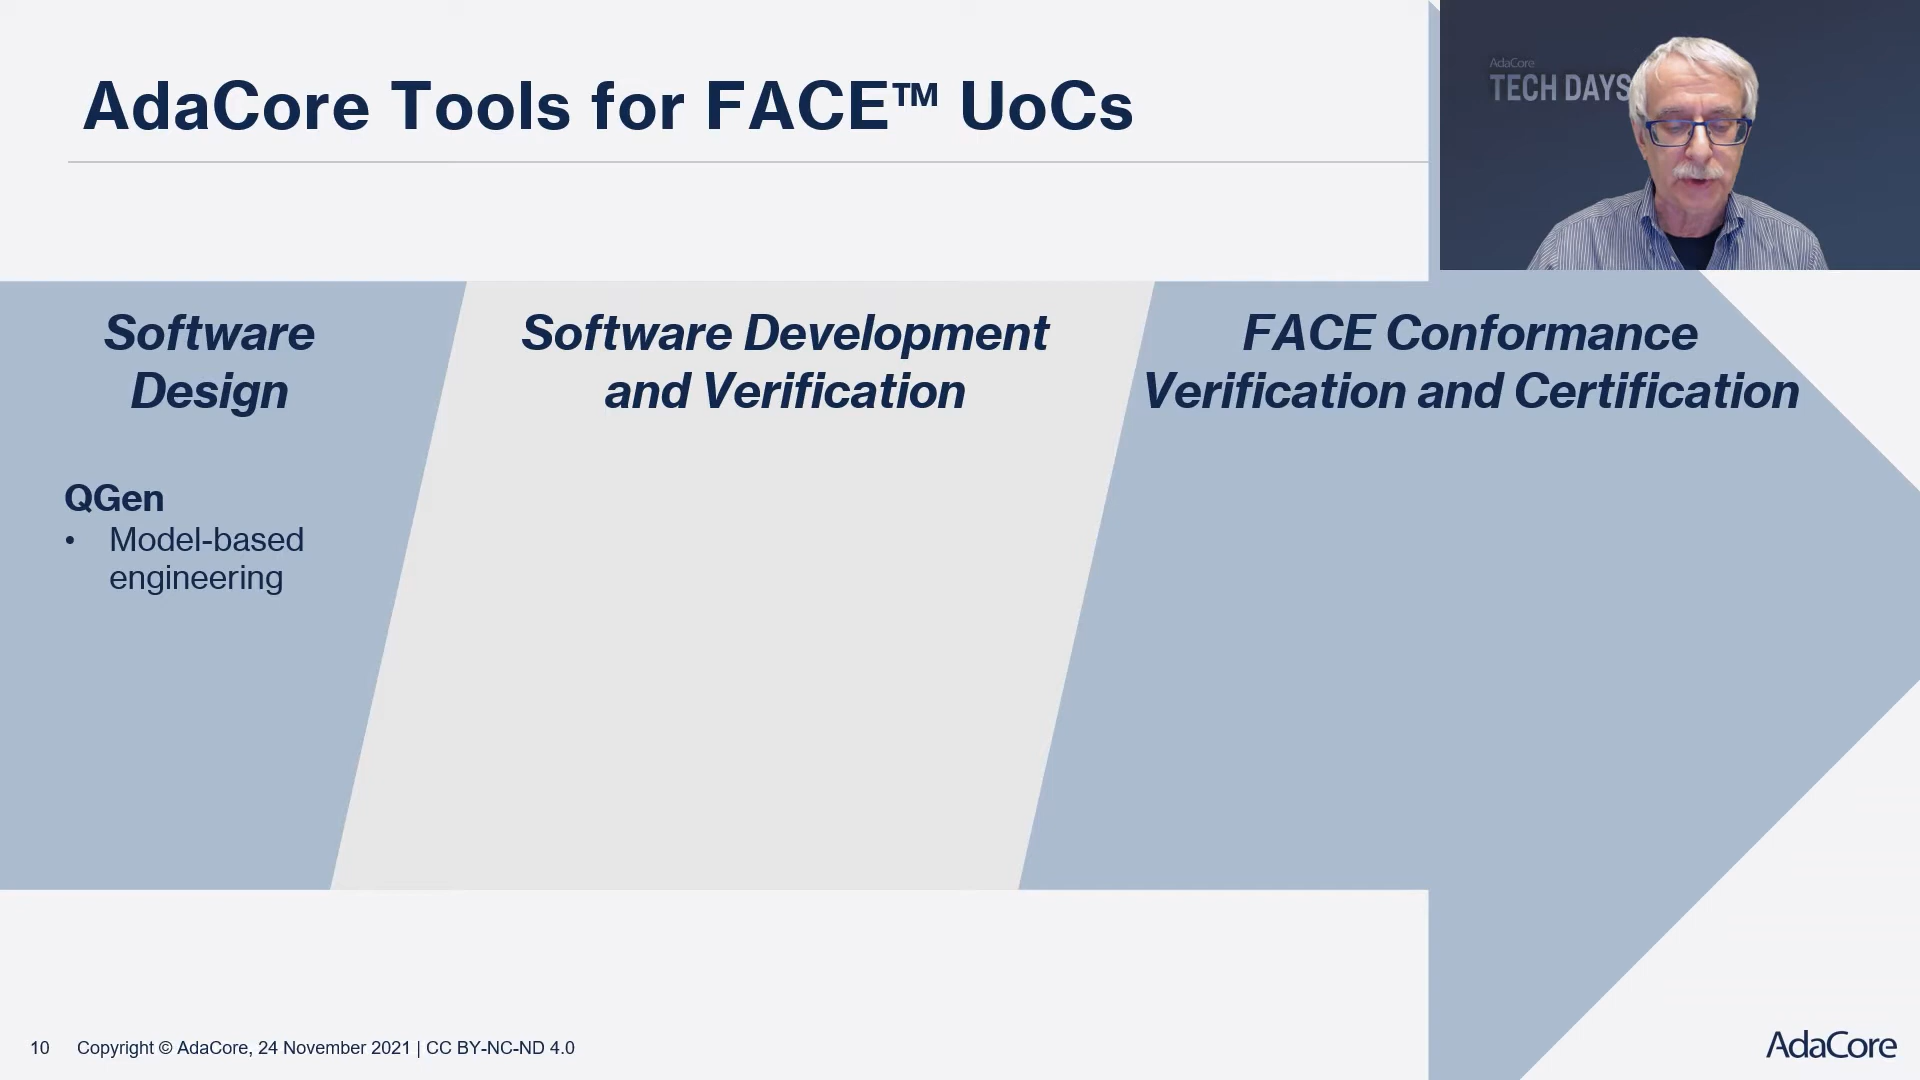 AdaCore Tools for FACE™ UoCs
AdaCore
TECH DAYS
Software
Design
Software Development
and Verification
FACE Conformance
Verification and Certification
QGen
• Model-based
engineering
10 Copyright © AdaCore, 24 November 2021 | CC BY-NC-ND 4.0
AdaCore